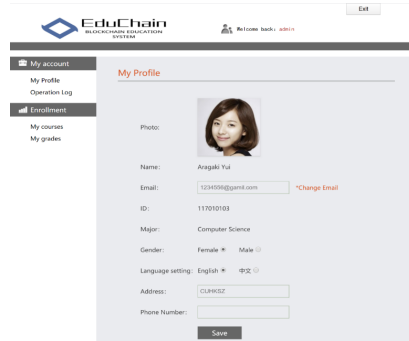 Exit
EduChain
BLOCKCHAIN EDUCATION
SYSTEM
Welcome back: admin
My account
My Profile
Operation Log
Enrollment
My courses
My grades
My Profile
Photo:
Name: Aragaki Yui
Email: 1234556@gamil.com *Change Email
ID: 117010103
Major: Computer Science
Gender: Female Male
Language setting: English 中文
Address: CUHKSZ
Phone Number:
Save